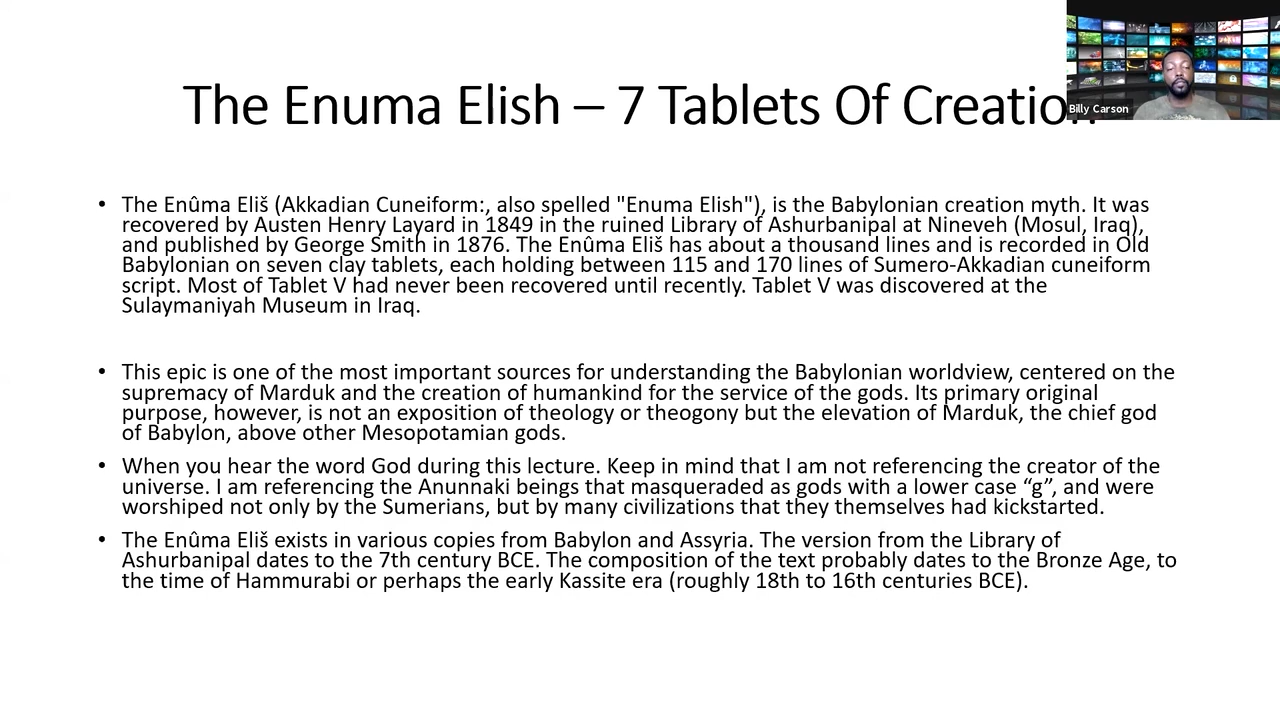 The Enuma Elish – 7 Tablets Of Creation
Billy Carson
• The Enûma Eliš (Akkadian Cuneiform:, also spelled "Enuma Elish"), is the Babylonian creation myth. It was
recovered by Austen Henry Layard in 1849 in the ruined Library of Ashurbanipal at Nineveh (Mosul, Iraq),
and published by George Smith in 1876. The Enûma Eliš has about a thousand lines and is recorded in Old
Babylonian on seven clay tablets, each holding between 115 and 170 lines of Sumero-Akkadian cuneiform
script. Most of Tablet V had never been recovered until recently. Tablet V was discovered at the
Sulaymaniyah Museum in Iraq.
• This epic is one of the most important sources for understanding the Babylonian worldview, centered on the
supremacy of Marduk and the creation of humankind for the service of the gods. Its primary original
purpose, however, is not an exposition of theology or theogony but the elevation of Marduk, the chief god
of Babylon, above other Mesopotamian gods.
• When you hear the word God during this lecture. Keep in mind that I am not referencing the creator of the
universe. I am referencing the Anunnaki beings that masqueraded as gods with a lower case “g”, and were
worshiped not only by the Sumerians, but by many civilizations that they themselves had kickstarted.
• The Enûma Eliš exists in various copies from Babylon and Assyria. The version from the Library of
Ashurbanipal dates to the 7th century BCE. The composition of the text probably dates to the Bronze Age, to
the time of Hammurabi or perhaps the early Kassite era (roughly 18th to 16th centuries BCE).